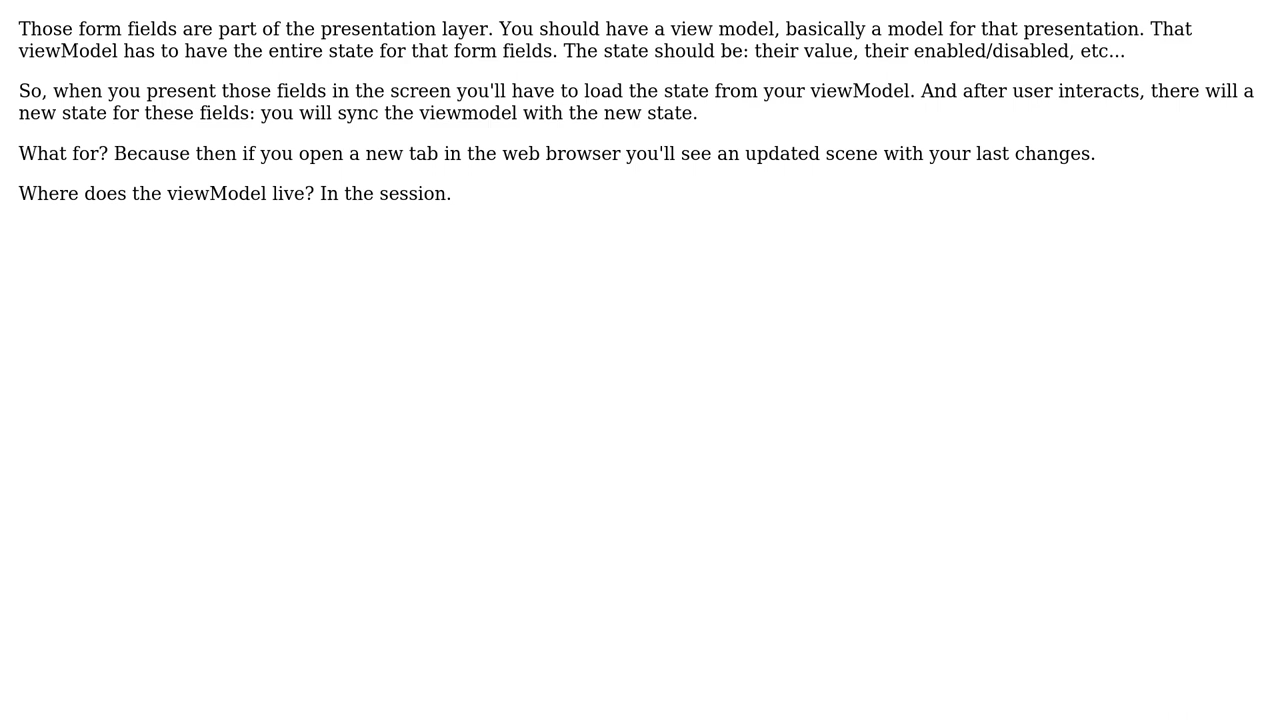 Those form fields are part of the presentation layer. You should have a view model, basically a model for that presentation. That
viewModel has to have the entire state for that form fields. The state should be: their value, their enabled/disabled, etc...
So, when you present those fields in the screen you'll have to load the state from your viewModel. And after user interacts, there will a
new state for these fields: you will sync the viewmodel with the new state.
What for? Because then if you open a new tab in the web browser you'll see an updated scene with your last changes.
Where does the viewModel live? In the session.